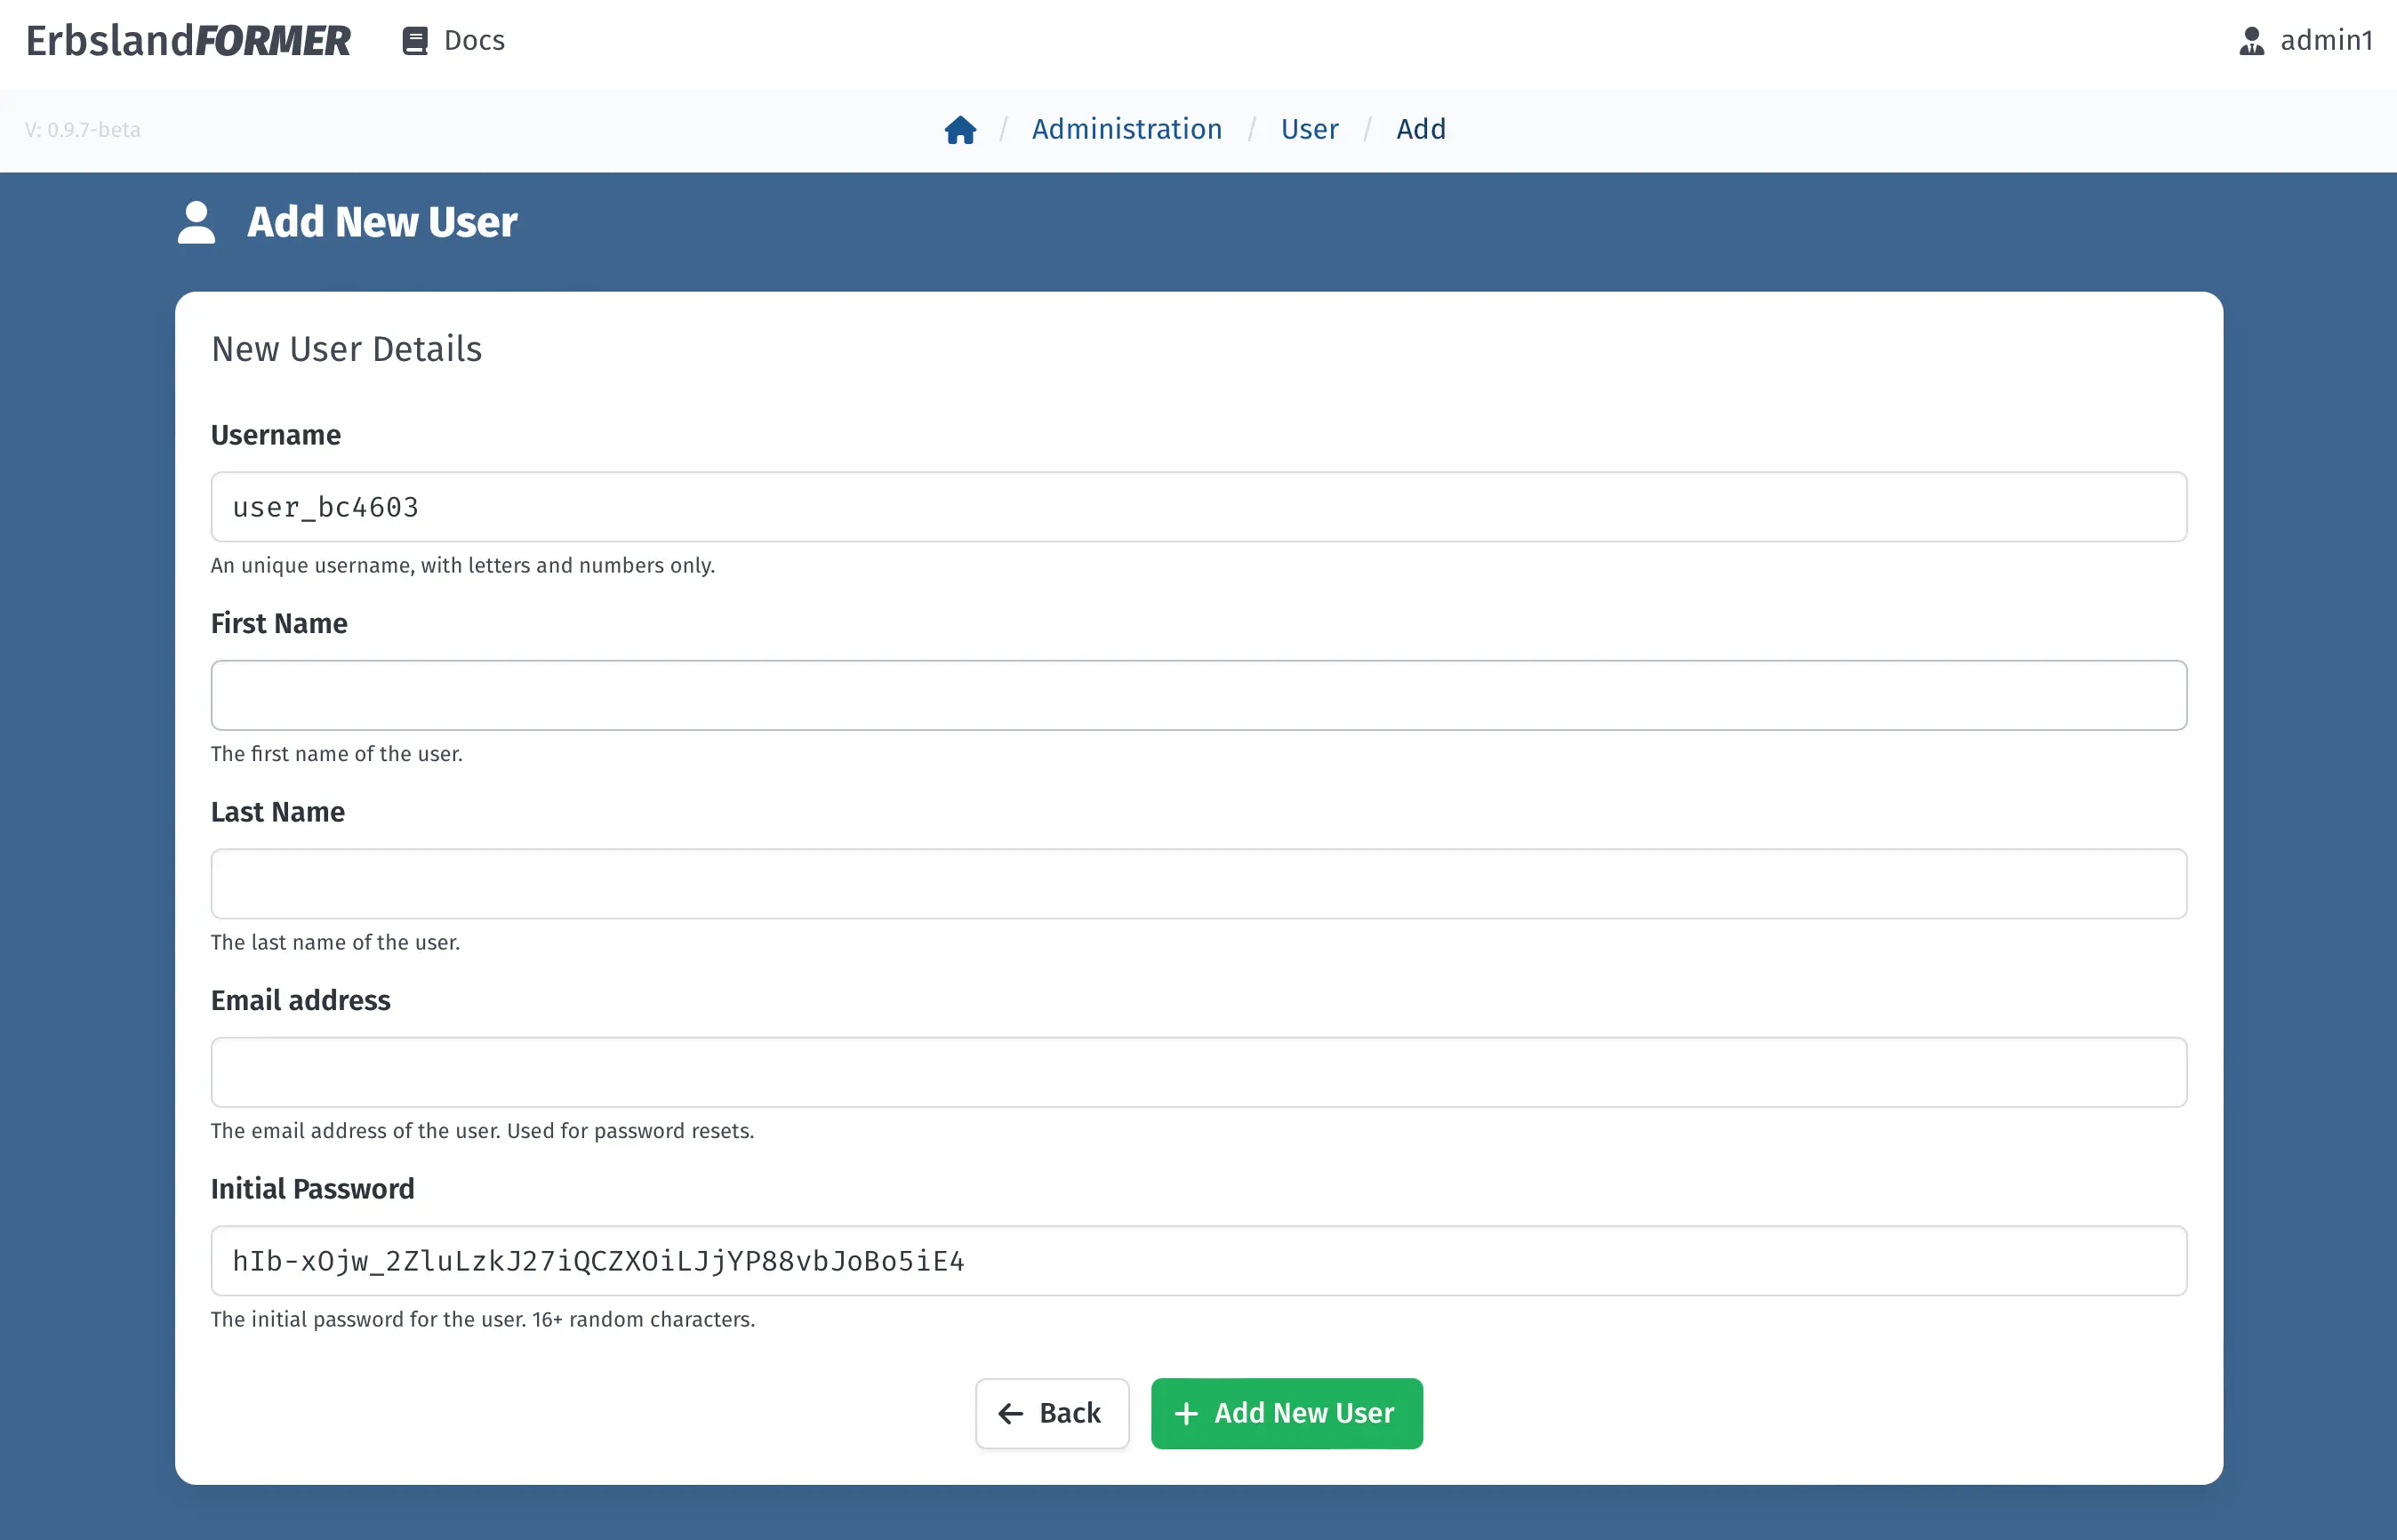 ErbslandFORMER Docs admin1
V: 0.9.7-beta / Administration / User / Add
Add New User
New User Details
Username
user_bc4603
An unique username, with letters and numbers only.
First Name
The first name of the user.
Last Name
The last name of the user.
Email address
The email address of the user. Used for password resets.
Initial Password
hIb-xOjw_2ZluLzkJ27iQCZXOiLJjYP88vbJoBo5iE4
The initial password for the user. 16+ random characters.
Back + Add New User